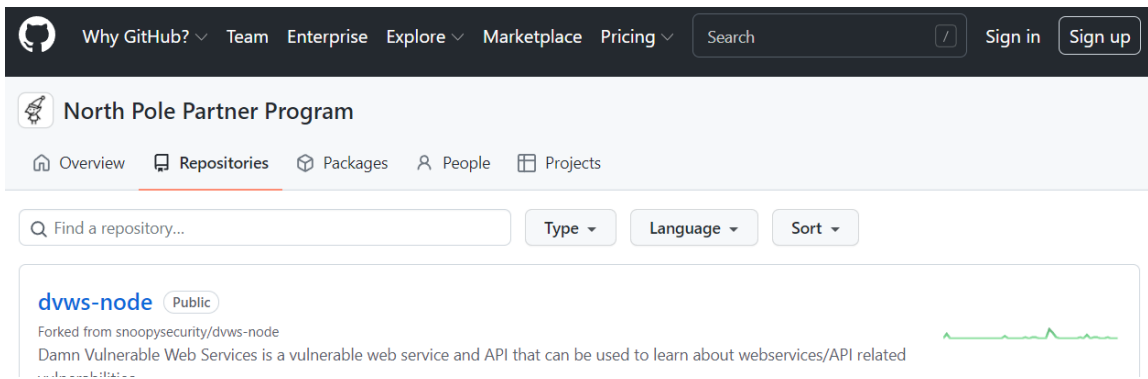 Why GitHub? Team Enterprise Explore Marketplace Pricing Search / Sign in Sign up
North Pole Partner Program
Overview Repositories Packages People Projects
Find a repository... Type Language Sort
dvws-node Public
Forked from snoopysecurity/dvws-node
Damn Vulnerable Web Services is a vulnerable web service and API that can be used to learn about webservices/API related
vulnerabilities